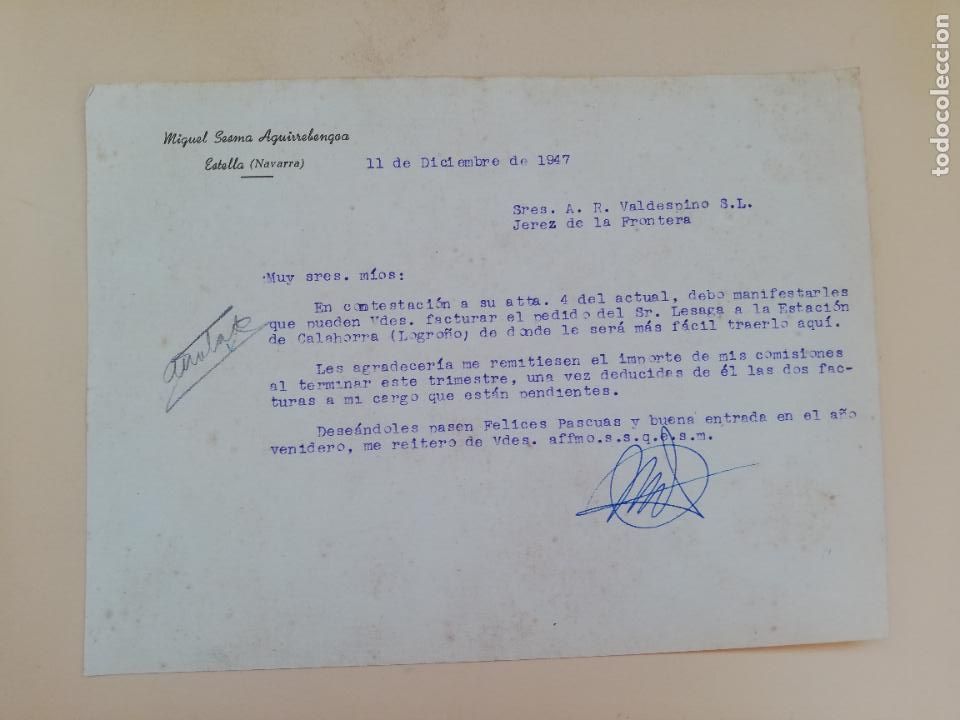 Miguel Sesma Aguirrebengoa
Estella (Navarra)
11 de Diciembre de 1947
Sres. A. R. Valdespino S.L.
Jerez de la Frontera
Muy sres. míos:
En contestación a su atta. 4 del actual, debo manifestarles
que pueden Vdes. facturar el pedido del Sr. Lesaga a la Estación
de Calahorra (Logroño) de donde le será más fácil traerlo aquí.
Les agradecería me remitiesen el importe de mis comisiones
al terminar este trimestre, una vez deducidas de él las dos fac-
turas a mi cargo que están pendientes.
Deseándoles pasen Felices Pascuas y buena entrada en el año
venidero, me reitero de Vdes. affmo.s.s.q.e.s.m.
todocoleccion